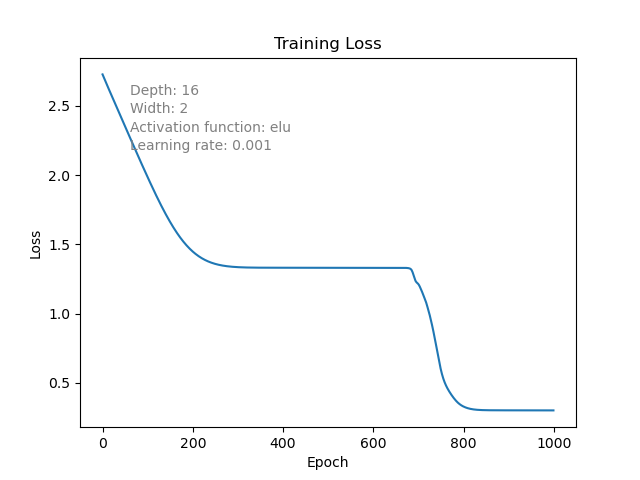 Training Loss
Depth: 16
Width: 2
Activation function: elu
Learning rate: 0.001
2.5
2.0
1.5
1.0
0.5
Loss
0 200 400 600 800 1000
Epoch